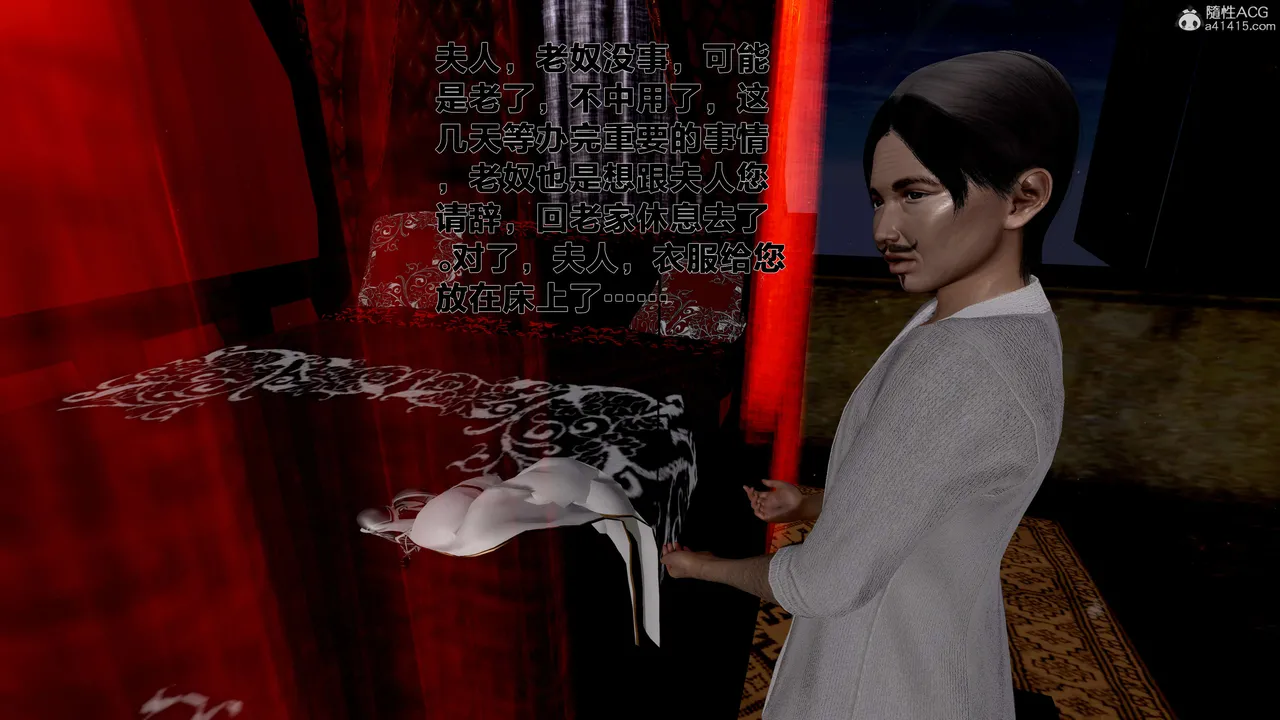 隨性ACG
a41415.com
夫人，老奴没事，可能
是老了，不中用了，这
几天等办完重要的事情
，老奴也是想跟夫人您
请辞，回老家休息去了
。对了，夫人，衣服给您
放在床上了……